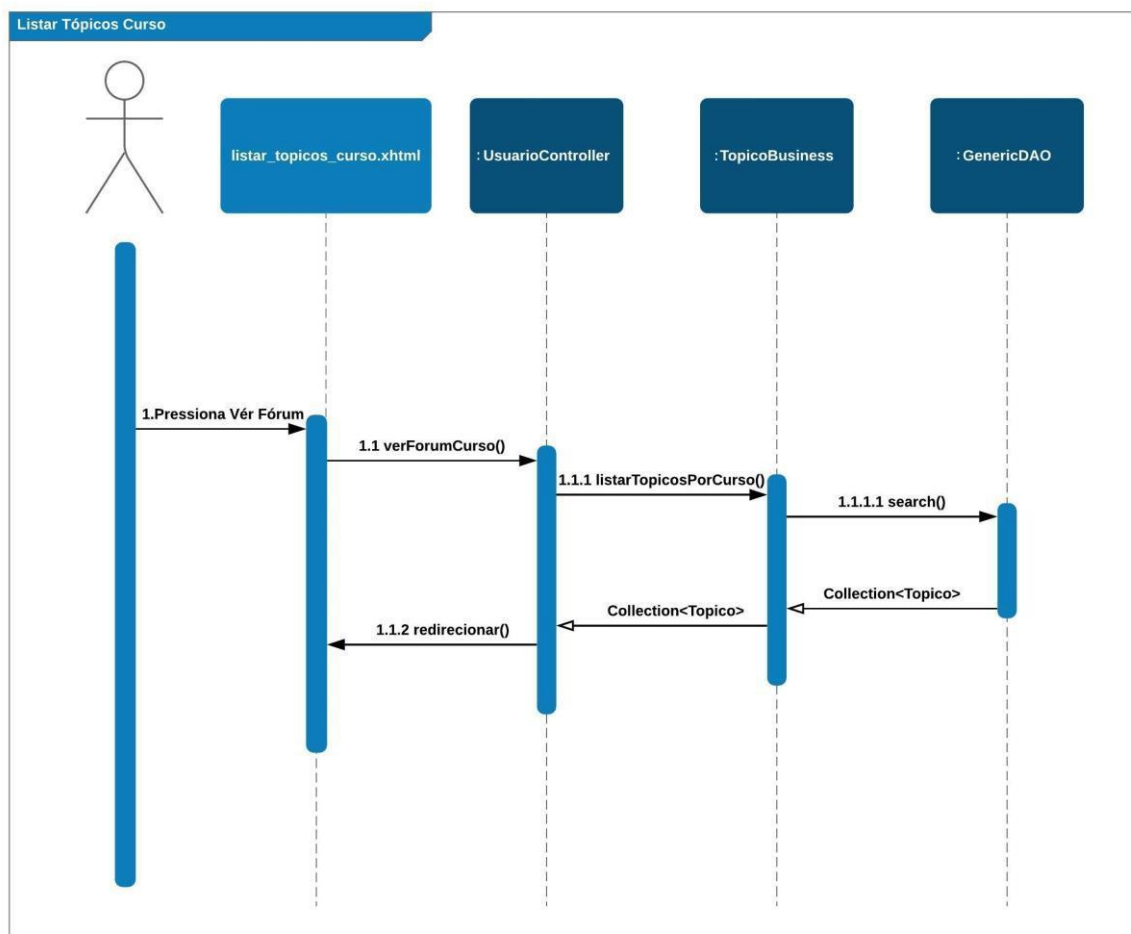 Listar Tópicos Curso
listar_topicos_curso.xhtml
:UsuarioController
:TopicoBusiness
:GenericDAO
1.Pressiona Vér Fórum
1.1 verForumCurso()
1.1.1 listarTopicosPorCurso()
1.1.1.1 search()
Collection<Topico>
Collection<Topico>
1.1.2 redirecionar()